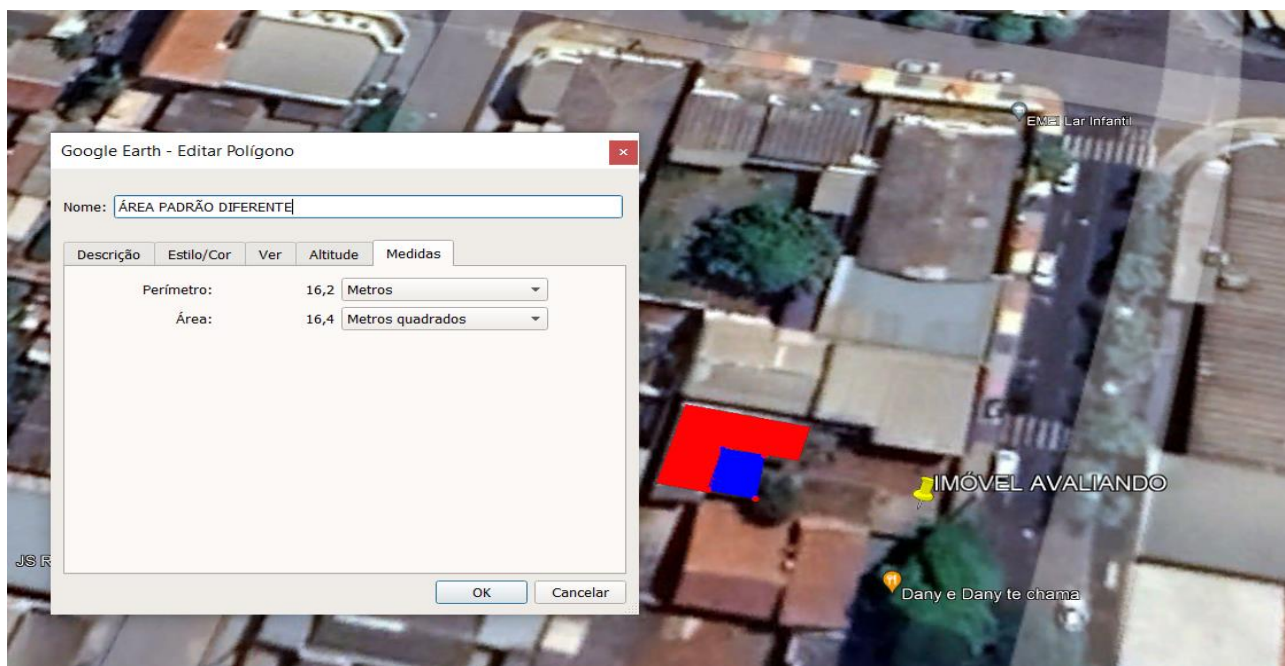 EMEI Lar Infantil
Google Earth - Editar Polígono
×
Nome: ÁREA PADRÃO DIFERENTE
Descrição Estilo/Cor Ver Altitude Medidas
Perímetro: 16,2 Metros
Área: 16,4 Metros quadrados
IMÓVEL AVALIANDO
JS R
OK Cancelar
Dany e Dany te chama